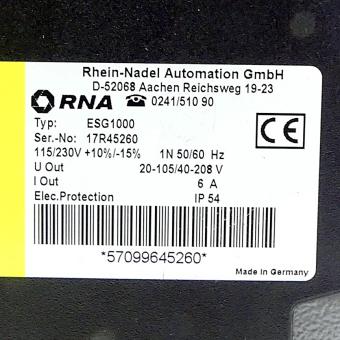 Rhein-Nadel Automation GmbH
D-52068 Aachen Reichsweg 19-23
RNA ☎ 0241/510 90
Typ: ESG1000
Ser.-No: 17R45260
115/230V +10%/-15% 1N 50/60 Hz
U Out 20-105/40-208 V
I Out 6 A
Elec.Protection IP 54
CE
*57099645260*
Made in Germany